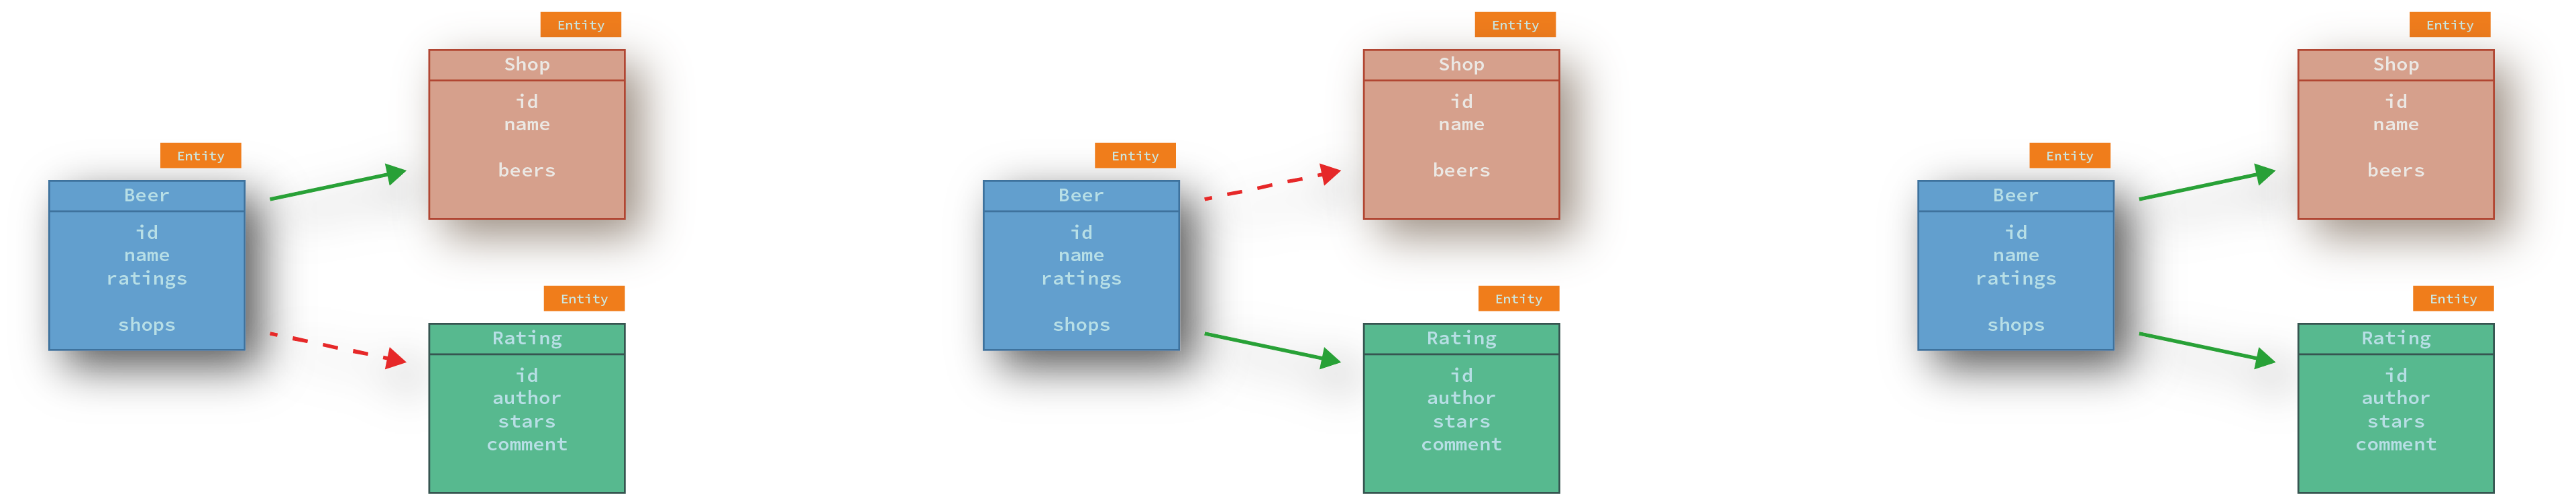 Entity
Shop
id
name
beers
Entity
Beer
id
name
ratings
shops
Entity
Rating
id
author
stars
comment
Entity
Shop
id
name
beers
Entity
Beer
id
name
ratings
shops
Entity
Rating
id
author
stars
comment
Entity
Shop
id
name
beers
Entity
Beer
id
name
ratings
shops
Entity
Rating
id
author
stars
comment